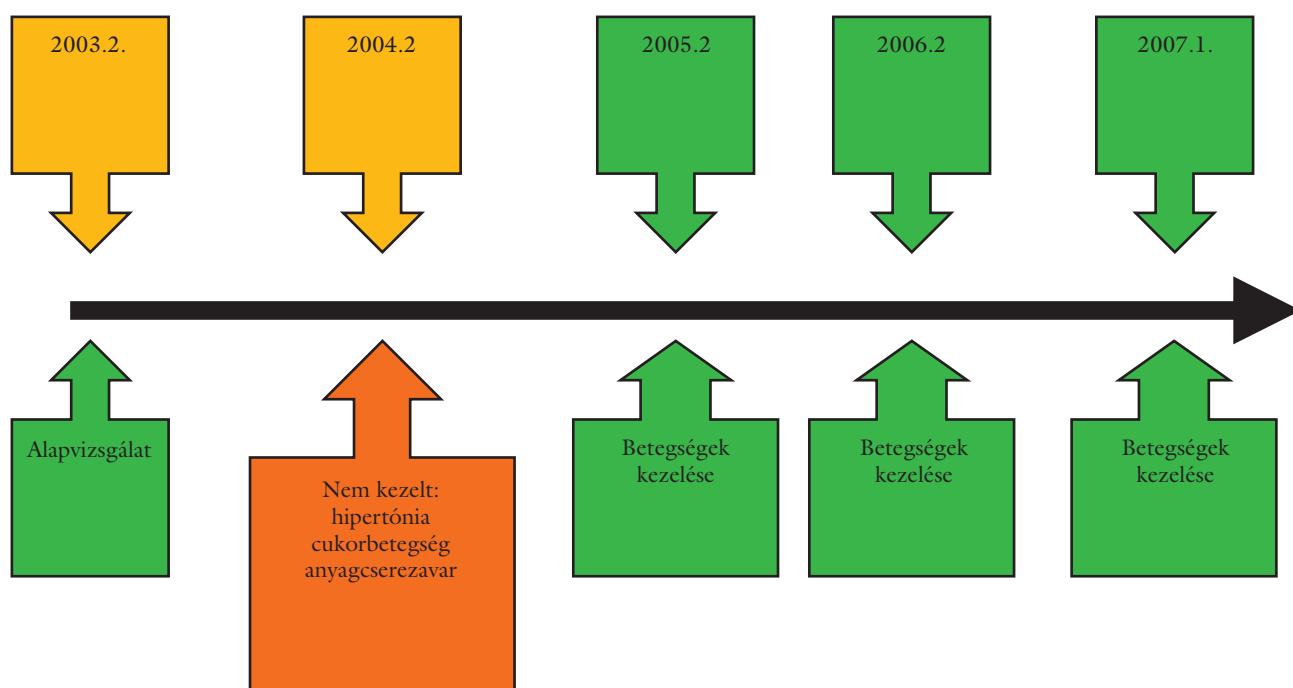 2003.2.
2004.2
2005.2
2006.2
2007.1.
Alapvizsgálat
Nem kezelt:
hipertónia
cukorbetegség
anyagcserezavar
Betegségek
kezelése
Betegségek
kezelése
Betegségek
kezelése